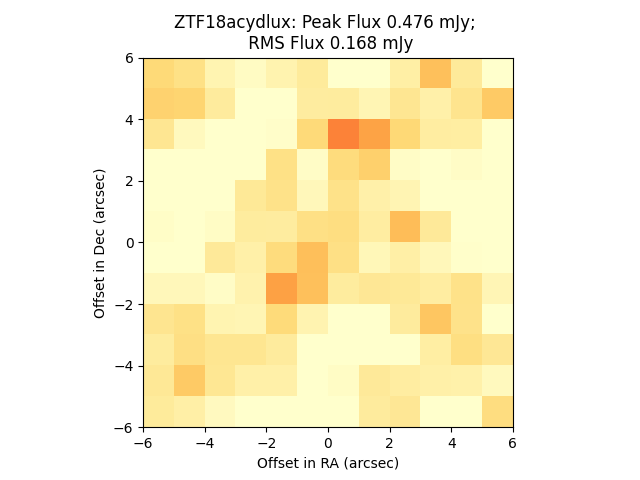 ZTF18acydlux: Peak Flux 0.476 mJy;
RMS Flux 0.168 mJy
6
4
2
0
−2
−4
−6
Offset in Dec (arcsec)
−6 −4 −2 0 2 4 6
Offset in RA (arcsec)